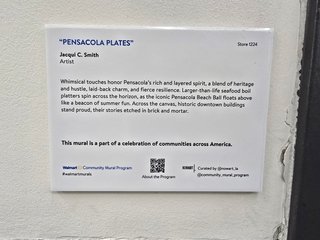 "PENSACOLA PLATES"
Store 1224
Jacqui C. Smith
Artist
Whimsical touches honor Pensacola's rich and layered spirit, a blend of heritage
and hustle, laid-back charm, and fierce resilience. Larger-than-life seafood boil
platters spin across the horizon, as the iconic Pensacola Beach Ball floats above
like a beacon of summer fun. Across the canvas, historic downtown buildings
stand proud, their stories etched in brick and mortar.
This mural is a part of a celebration of communities across America.
Walmart Community Mural Program
#walmartmurals
About the Program
NOWART
Curated by @nowart_la
@community_mural_program